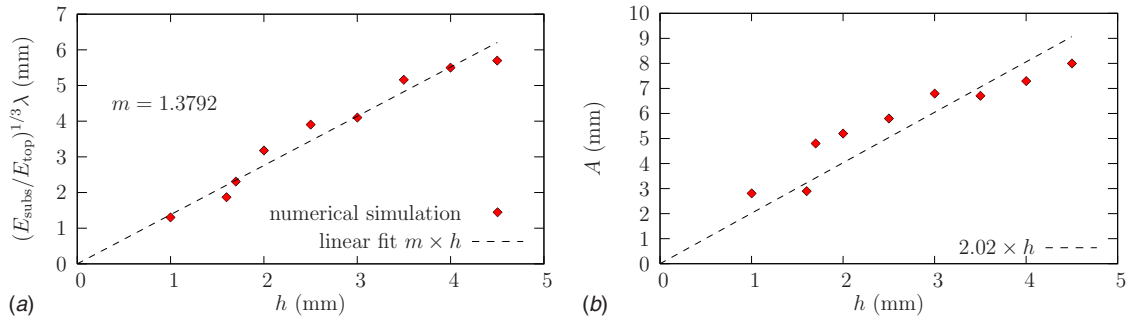 7
6
5
4
3
2
1
0
(E_subs/E_top)^1/3 λ (mm)
m = 1.3792
numerical simulation
linear fit m × h
0 1 2 3 4 5
h (mm)
(a)
10
9
8
7
6
5
4
3
2
1
0
A (mm)
2.02 × h
0 1 2 3 4 5
h (mm)
(b)